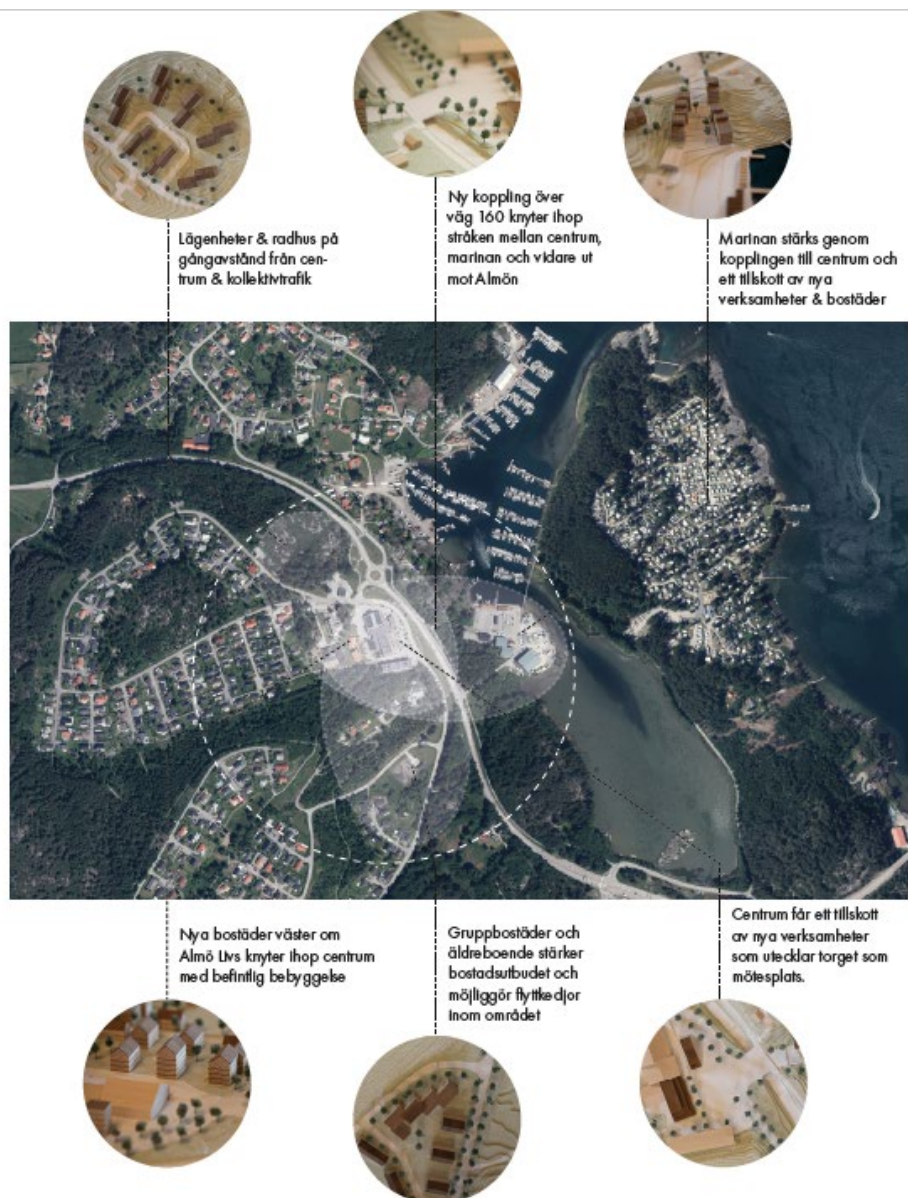 Lägenheter & radhus på
gångavstånd från cen-
trum & kollektivtrafik
Ny koppling över
väg 160 knyter ihop
stråken mellan centrum,
marinan och vidare ut
mot Almön
Marinan stärks genom
kopplingen till centrum och
ett tillskott av nya
verksamheter & bostäder
Nya bostäder väster om
Almö Livs knyter ihop centrum
med befintlig bebyggelse
Gruppbostäder och
äldreboende stärker
bostadsutbudet och
möjliggör flyttkedjor
inom området
Centrum får ett tillskott
av nya verksamheter
som utecklar torget som
mötesplats.